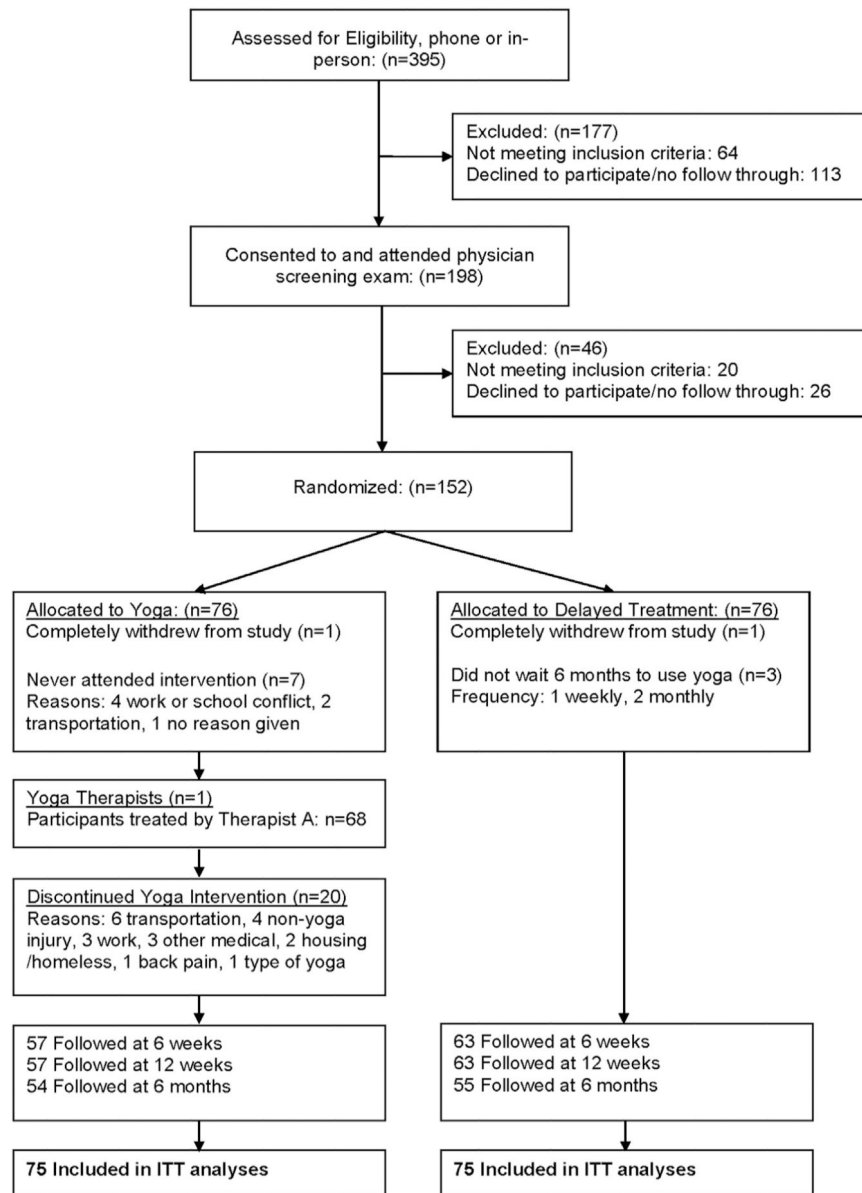 Assessed for Eligibility, phone or in-
person: (n=395)
Excluded: (n=177)
Not meeting inclusion criteria: 64
Declined to participate/no follow through: 113
Consented to and attended physician
screening exam: (n=198)
Excluded: (n=46)
Not meeting inclusion criteria: 20
Declined to participate/no follow through: 26
Randomized: (n=152)
Allocated to Yoga: (n=76)
Completely withdrew from study (n=1)
Never attended intervention (n=7)
Reasons: 4 work or school conflict, 2
transportation, 1 no reason given
Allocated to Delayed Treatment: (n=76)
Completely withdrew from study (n=1)
Did not wait 6 months to use yoga (n=3)
Frequency: 1 weekly, 2 monthly
Yoga Therapists (n=1)
Participants treated by Therapist A: n=68
Discontinued Yoga Intervention (n=20)
Reasons: 6 transportation, 4 non-yoga
injury, 3 work, 3 other medical, 2 housing
/homeless, 1 back pain, 1 type of yoga
57 Followed at 6 weeks
57 Followed at 12 weeks
54 Followed at 6 months
63 Followed at 6 weeks
63 Followed at 12 weeks
55 Followed at 6 months
75 Included in ITT analyses
75 Included in ITT analyses